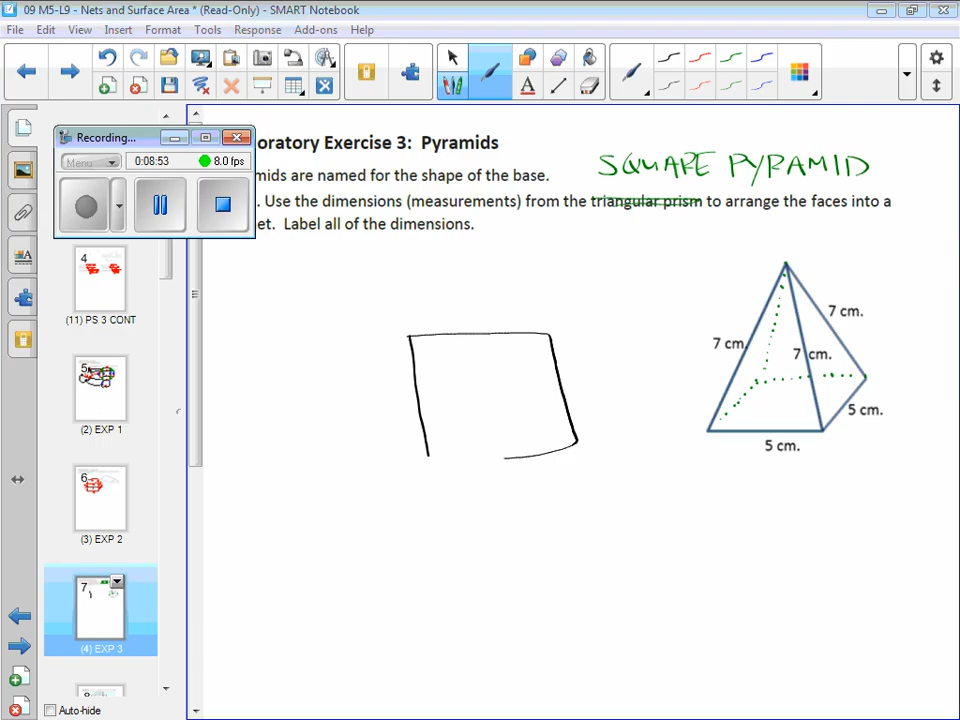 09 M5-L9 - Nets and Surface Area * (Read-Only) - SMART Notebook
File Edit View Insert Format Tools Response Add-ons Help
Recording...
Menu 0:08:53 8.0 fps
oratory Exercise 3: Pyramids
SQUARE PYRAMID
mids are named for the shape of the base.
. Use the dimensions (measurements) from the triangular prism to arrange the faces into a
et. Label all of the dimensions.
4
(11) PS 3 CONT
5
(2) EXP 1
6
(3) EXP 2
7
(4) EXP 3
8
Auto-hide
7 cm.
7 cm.
7 cm.
5 cm.
5 cm.